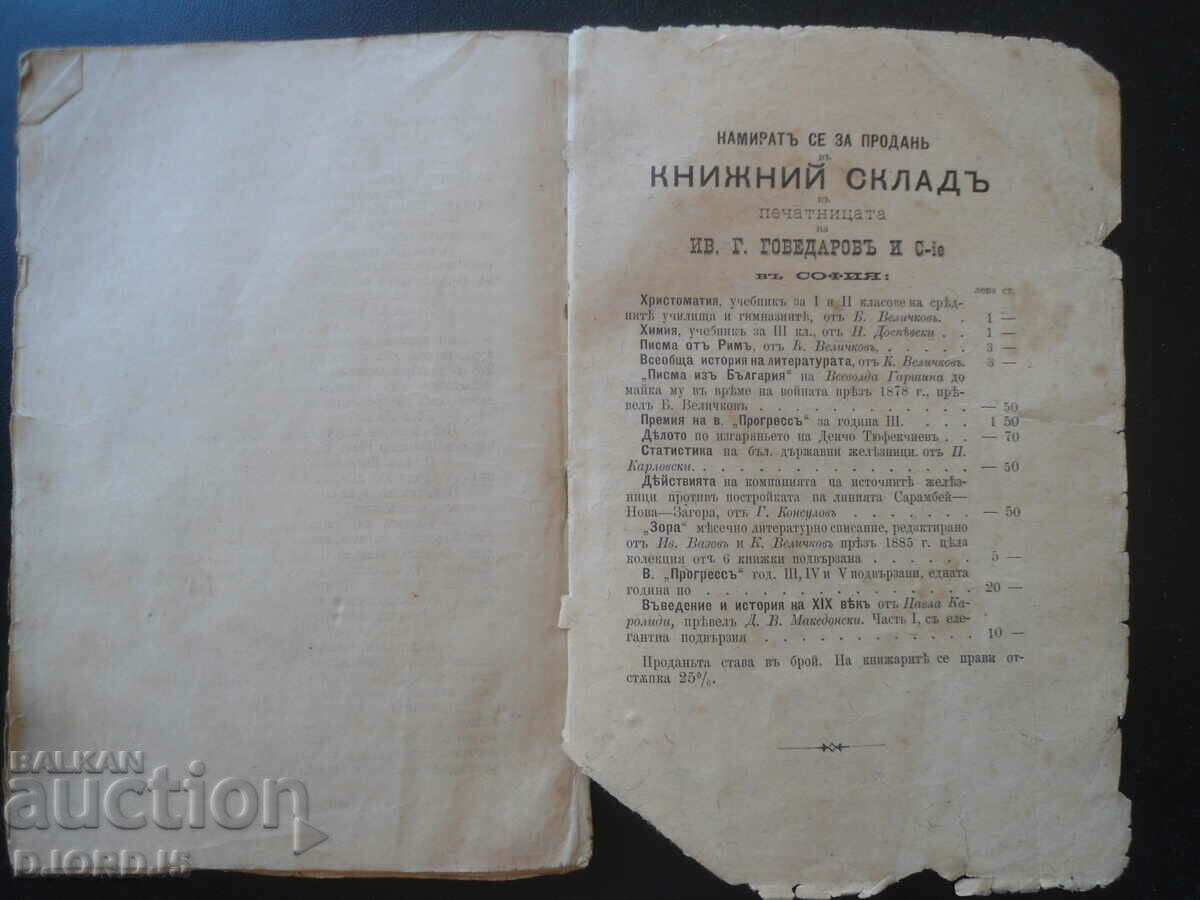 НАМИРАТЪ СЕ ЗА ПРОДАНЬ
въ
КНИЖНИЙ СКЛАДЪ
въ
ПЕЧАТНИЦАТА
на
ИВ. Г. ГОВЕДАРОВЪ И С-ie
ВЪ СОФИЯ:
лева ст.
Христоматия, учебникъ за I и II класове на срѣд-
нитѣ училища и гимназиитѣ, отъ Б. Величковъ. . 1 —
Химия, учебникъ за III кл., отъ Н. Доспѣвски . . 1 —
Писма отъ Римъ, отъ К. Величковъ, . . . . . 3 —
Всеобща история на литературата, отъ К. Величковъ. 3 —
„Писма изъ България“ на Всеволда Гаршина до
майка му въ врѣме на войната прѣзъ 1878 г., прѣ-
велъ Б. Величковъ . . . . . . . . . . . . — 50
Премия на в. „Прогрессъ“ за година III. . . . 1 50
Дѣлото по изгаряньето на Денчо Тюфекчиевъ . . — 70
Статистика на бъл. държавни желѣзници. отъ П.
Карловски. . . . . . . . . . . . . . . . — 50
Дѣйствията на компанията на источнитѣ желѣз-
ници противъ постройката на линията Сарамбей—
Нова—Загора, отъ Г. Консуловъ . . . . . . . — 50
„Зора“ мѣсечно литературно списание, редактирано
отъ Ив. Вазовъ и К. Величковъ прѣзъ 1885 г. цѣла
колекция отъ 6 книжки подвързана . . . . . . 5 —
В. „Прогрессъ“ год. III, IV и V подвързани, едната
година по . . . . . . . . . . . . . . . . 20 —
Въведение и история на XIX вѣкъ отъ Павла Ка-
ролиди, прѣвелъ Д. В. Македонски. Часть I, съ еле-
гантна подвързия . . . . . . . . . . . . 10 —
Проданьта става въ брой. На книжаритѣ се прави от-
стѫпка 25%.
BALKAN
auction
D.IORD.15